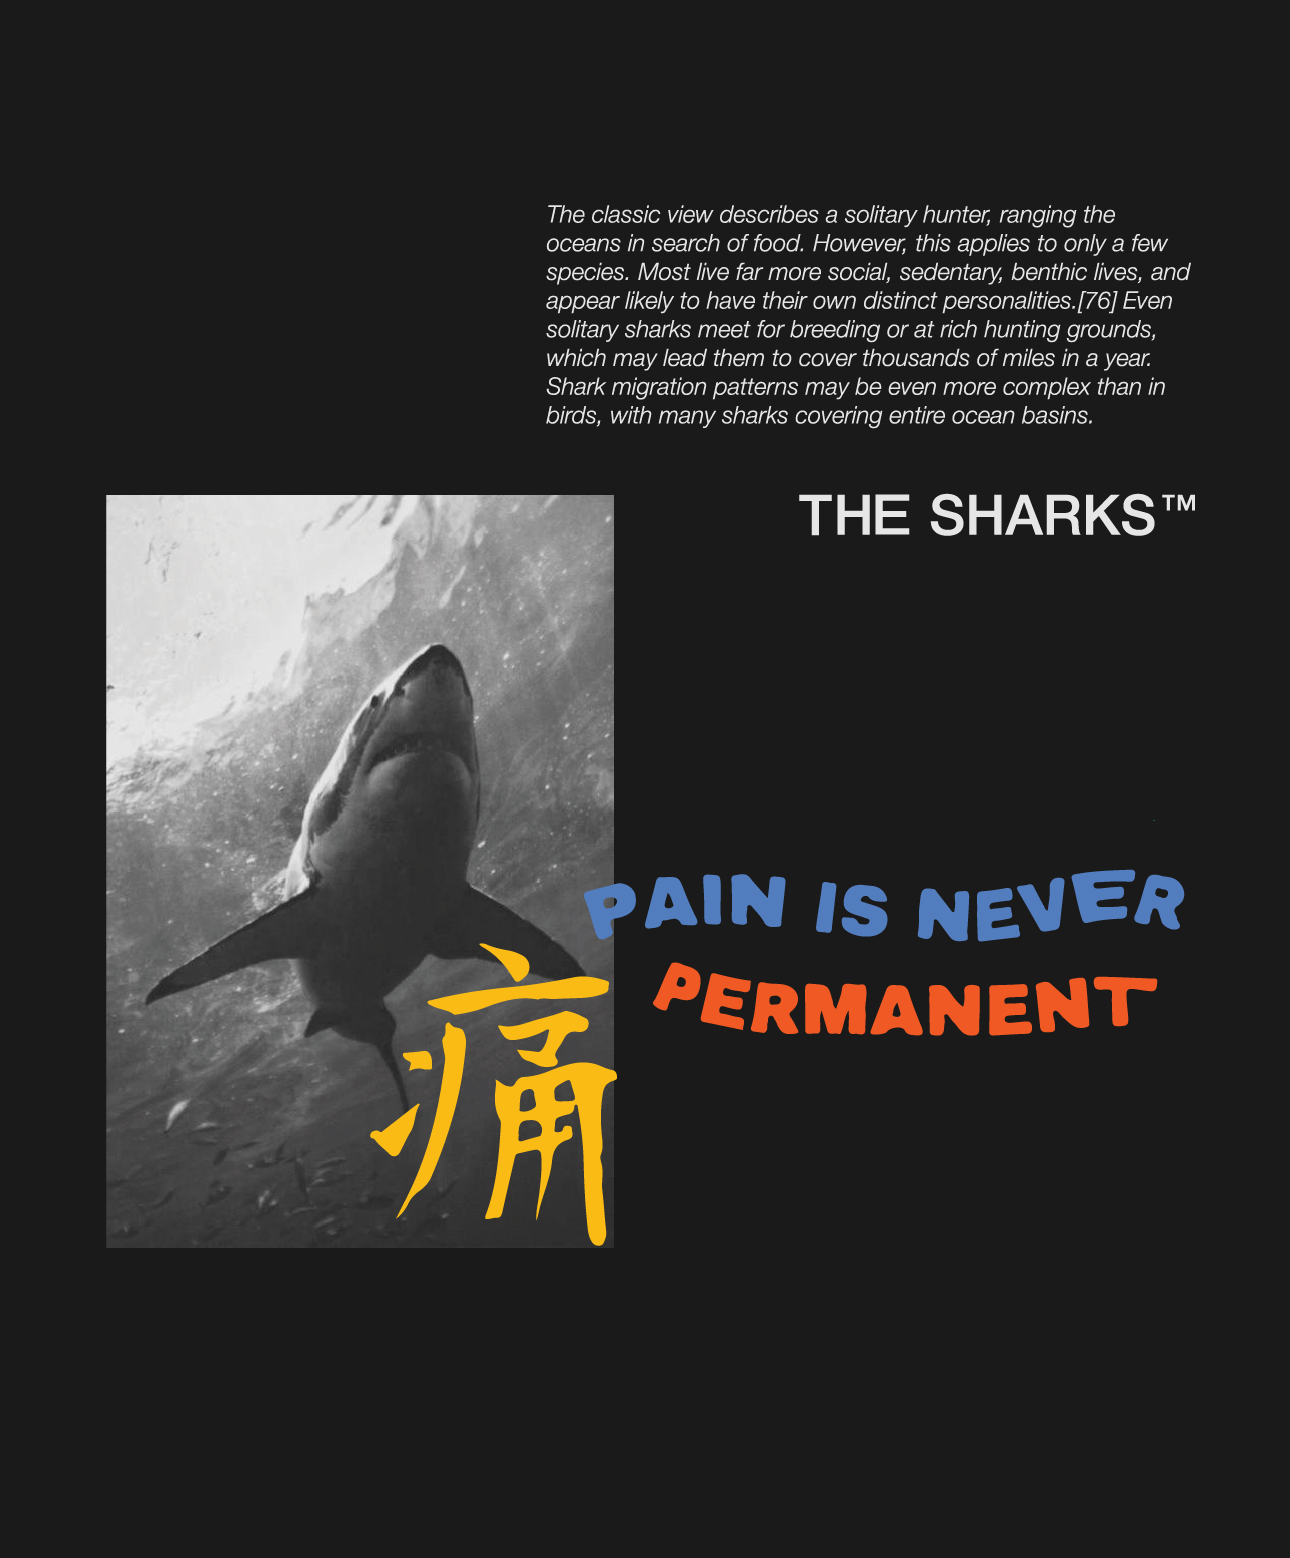 The classic view describes a solitary hunter, ranging the
oceans in search of food. However, this applies to only a few
species. Most live far more social, sedentary, benthic lives, and
appear likely to have their own distinct personalities.[76] Even
solitary sharks meet for breeding or at rich hunting grounds,
which may lead them to cover thousands of miles in a year.
Shark migration patterns may be even more complex than in
birds, with many sharks covering entire ocean basins.
THE SHARKS™
PAIN IS NEVER
PERMANENT
痛